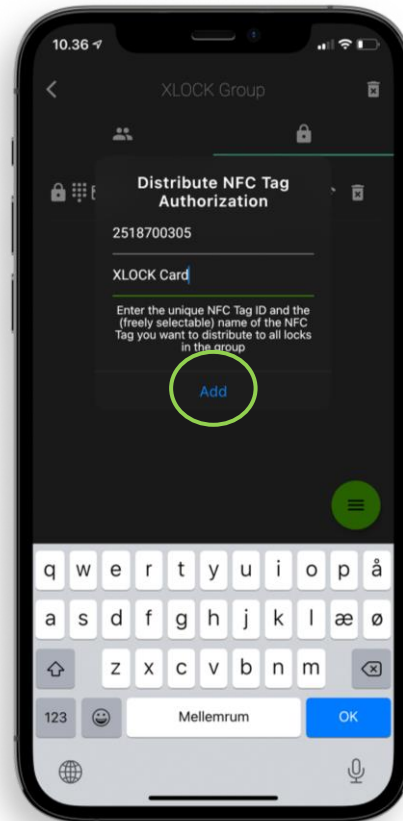 10.36
XLOCK Group
Distribute NFC Tag
Authorization
2518700305
XLOCK Card
Enter the unique NFC Tag ID and the
(freely selectable) name of the NFC
Tag you want to distribute to all locks
in the group
Add
q w e r t y u i o p å
a s d f g h j k l æ ø
z x c v b n m
123 Mellemrum OK